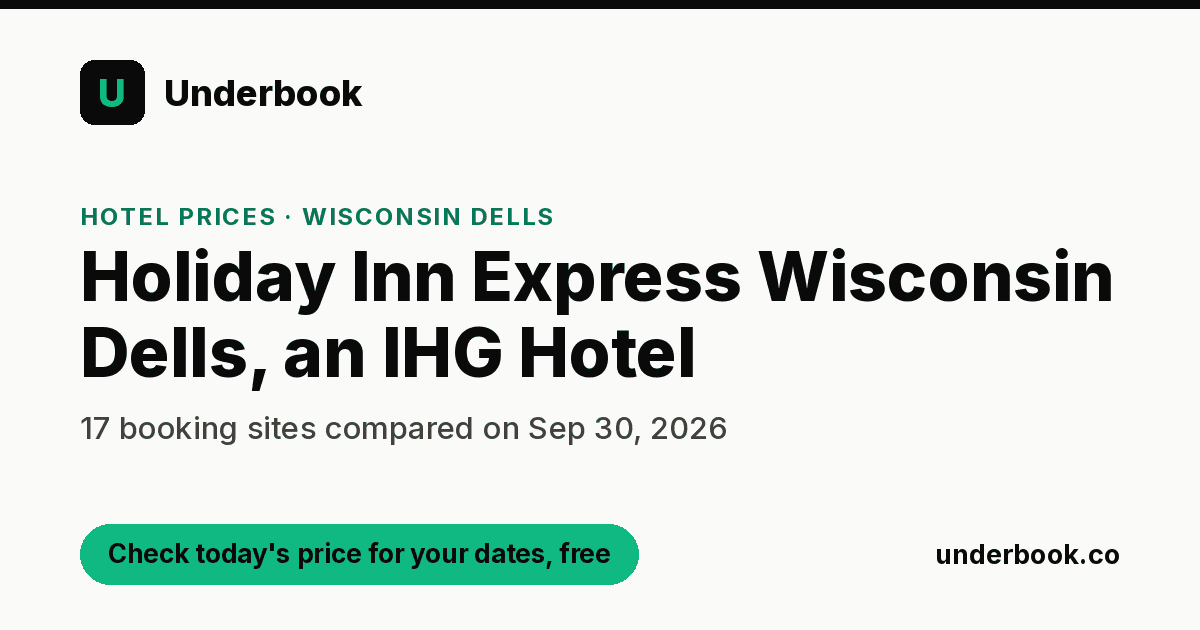 U
Underbook
HOTEL PRICES · WISCONSIN DELLS
Holiday Inn Express Wisconsin
Dells, an IHG Hotel
17 booking sites compared on Sep 30, 2026
Check today's price for your dates, free
underbook.co